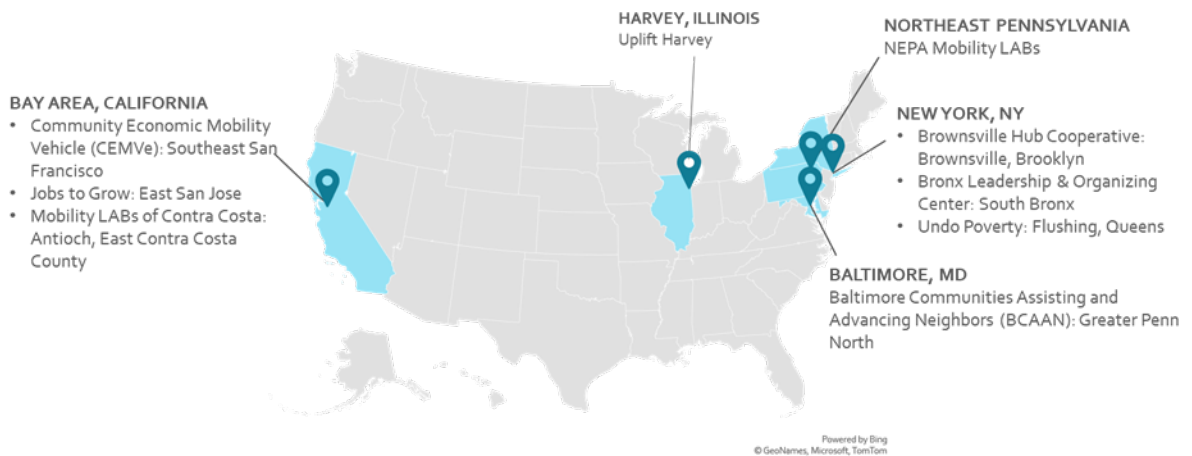 HARVEY, ILLINOIS
Uplift Harvey
NORTHEAST PENNSYLVANIA
NEPA Mobility LABs
BAY AREA, CALIFORNIA
• Community Economic Mobility
Vehicle (CEMVe): Southeast San
Francisco
• Jobs to Grow: East San Jose
• Mobility LABs of Contra Costa:
Antioch, East Contra Costa
County
NEW YORK, NY
• Brownsville Hub Cooperative:
Brownsville, Brooklyn
• Bronx Leadership & Organizing
Center: South Bronx
• Undo Poverty: Flushing, Queens
BALTIMORE, MD
Baltimore Communities Assisting and
Advancing Neighbors (BCAAN): Greater Penn
North
Powered by Bing
© GeoNames, Microsoft, TomTom